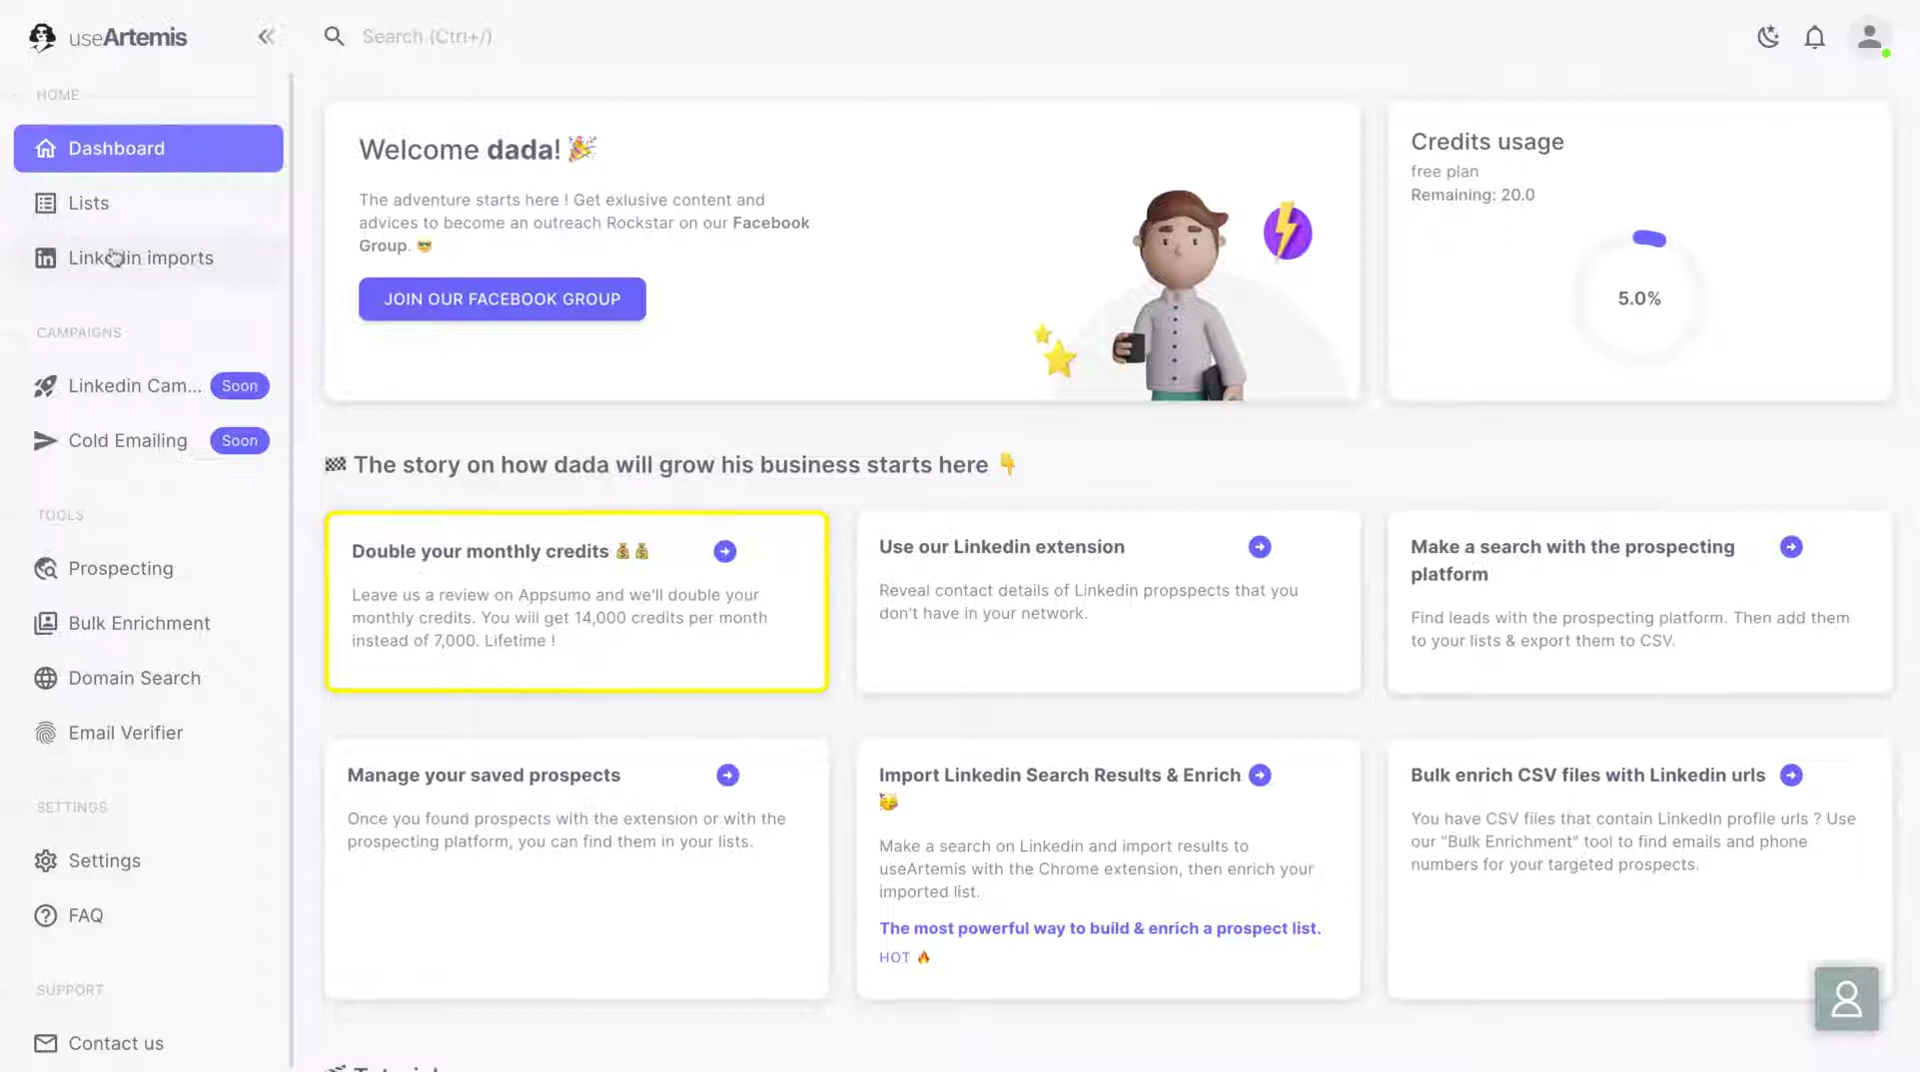 useArtemis
Search (Ctrl+/)
HOME
Dashboard
Lists
Linkedin imports
CAMPAIGNS
Linkedin Cam... Soon
Cold Emailing Soon
TOOLS
Prospecting
Bulk Enrichment
Domain Search
Email Verifier
SETTINGS
Settings
FAQ
SUPPORT
Contact us
Welcome dada! 🎉
The adventure starts here ! Get exlusive content and
advices to become an outreach Rockstar on our Facebook
Group. 😎
JOIN OUR FACEBOOK GROUP
Credits usage
free plan
Remaining: 20.0
5.0%
🏁 The story on how dada will grow his business starts here 👇
Double your monthly credits 💰💰
Leave us a review on Appsumo and we'll double your
monthly credits. You will get 14,000 credits per month
instead of 7,000. Lifetime !
Use our Linkedin extension
Reveal contact details of Linkedin propspects that you
don't have in your network.
Make a search with the prospecting
platform
Find leads with the prospecting platform. Then add them
to your lists & export them to CSV.
Manage your saved prospects
Once you found prospects with the extension or with the
prospecting platform, you can find them in your lists.
Import Linkedin Search Results & Enrich
🥳
Make a search on Linkedin and import results to
useArtemis with the Chrome extension, then enrich your
imported list.
The most powerful way to build & enrich a prospect list.
HOT 🔥
Bulk enrich CSV files with Linkedin urls
You have CSV files that contain LinkedIn profile urls ? Use
our "Bulk Enrichment" tool to find emails and phone
numbers for your targeted prospects.